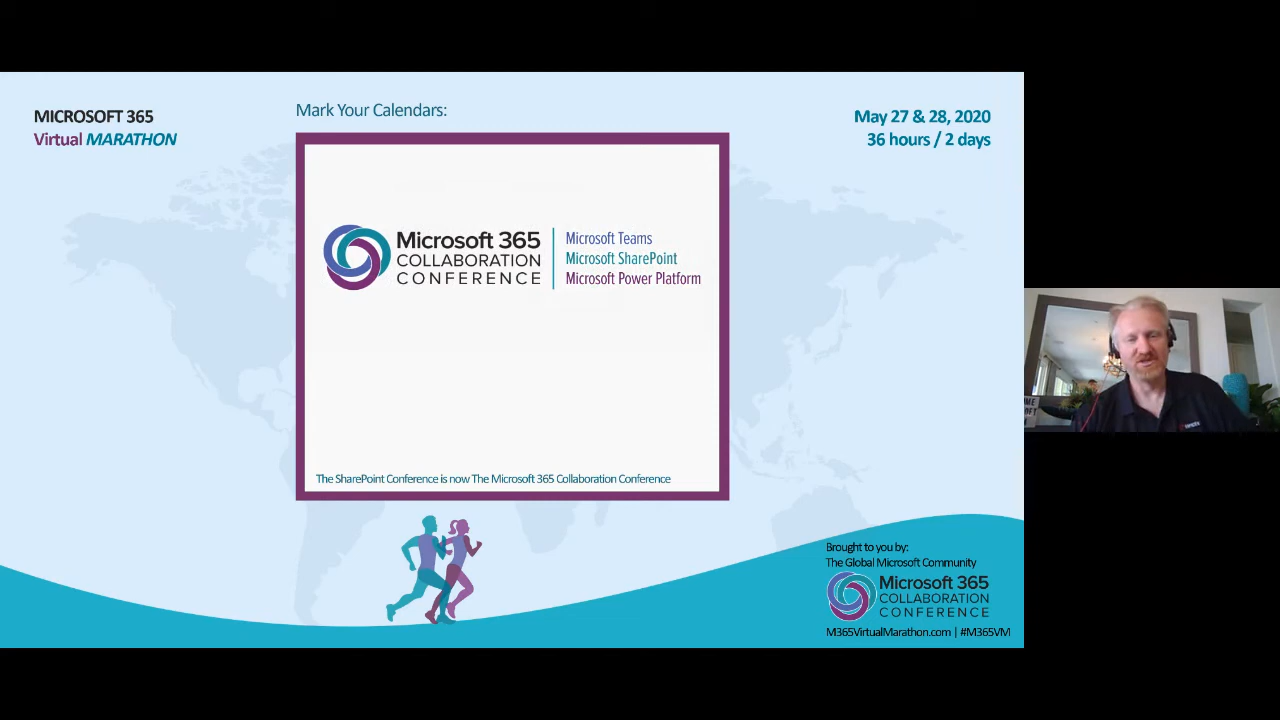 MICROSOFT 365
Virtual MARATHON
Mark Your Calendars:
May 27 & 28, 2020
36 hours / 2 days
Microsoft 365
COLLABORATION
CONFERENCE
Microsoft Teams
Microsoft SharePoint
Microsoft Power Platform
The SharePoint Conference is now The Microsoft 365 Collaboration Conference
Brought to you by:
The Global Microsoft Community
Microsoft 365
COLLABORATION
CONFERENCE
M365VirtualMarathon.com | #M365VM